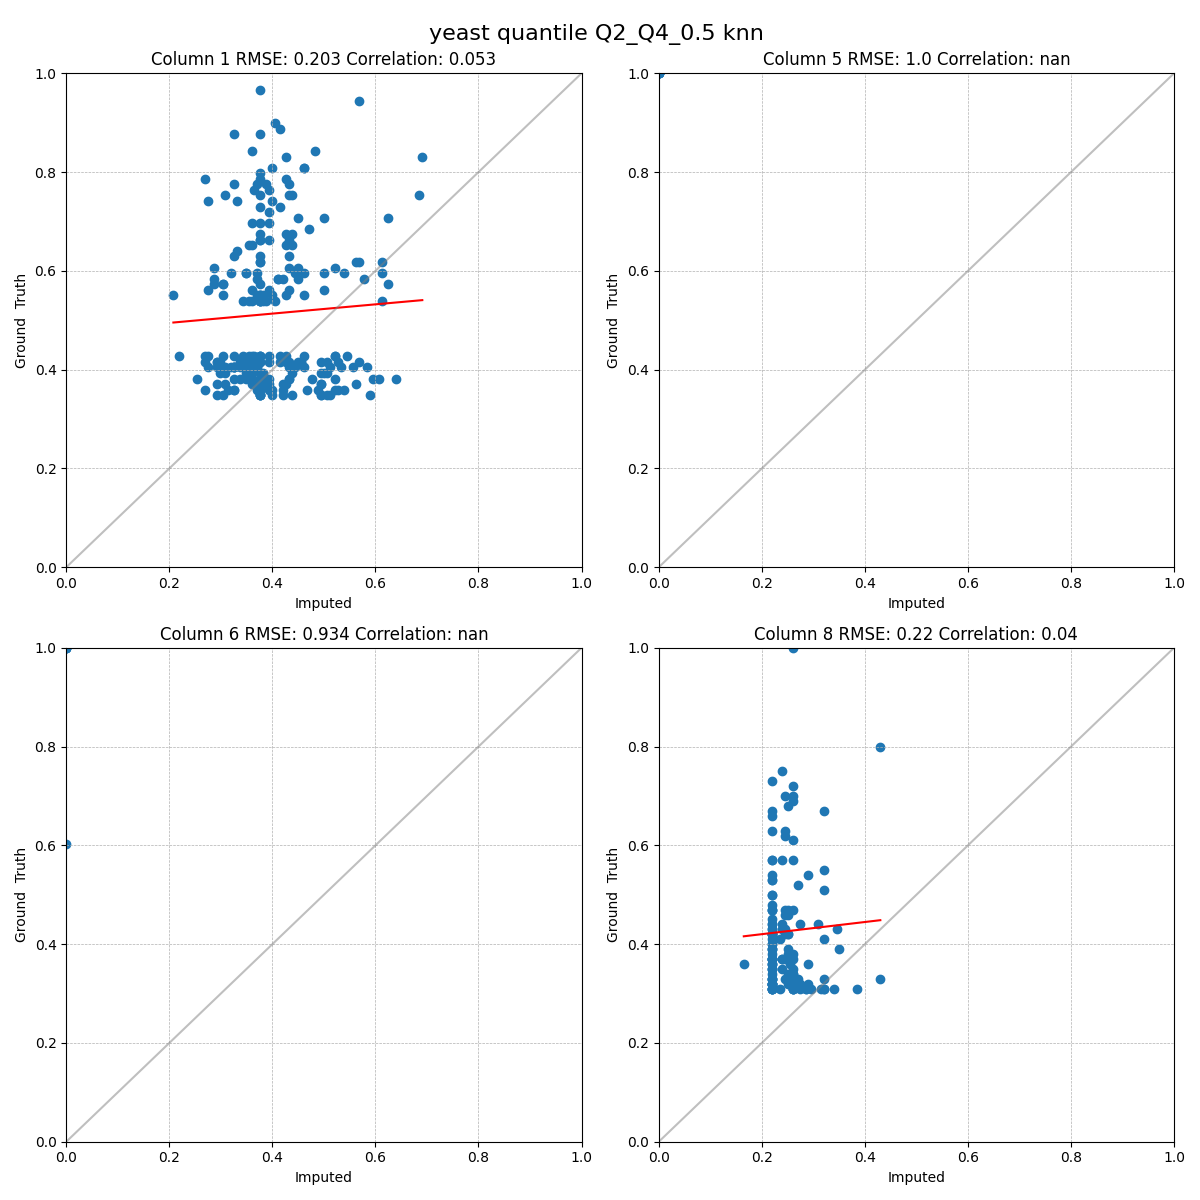 yeast quantile Q2_Q4_0.5 knn
Column 1 RMSE: 0.203 Correlation: 0.053
Column 5 RMSE: 1.0 Correlation: nan
1.0
0.8
0.6
0.4
0.2
0.0
Ground Truth
0.0 0.2 0.4 0.6 0.8 1.0
Imputed
1.0
0.8
0.6
0.4
0.2
0.0
Ground Truth
0.0 0.2 0.4 0.6 0.8 1.0
Imputed
Column 6 RMSE: 0.934 Correlation: nan
Column 8 RMSE: 0.22 Correlation: 0.04
1.0
0.8
0.6
0.4
0.2
0.0
Ground Truth
0.0 0.2 0.4 0.6 0.8 1.0
Imputed
1.0
0.8
0.6
0.4
0.2
0.0
Ground Truth
0.0 0.2 0.4 0.6 0.8 1.0
Imputed